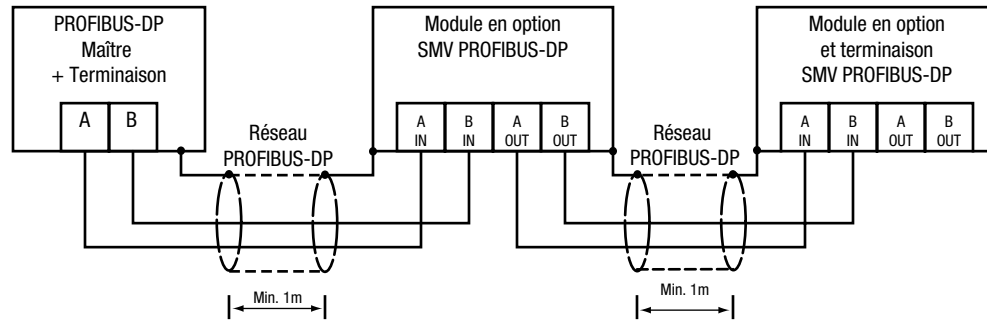 PROFIBUS-DP
Maître
+ Terminaison
A B
Réseau
PROFIBUS-DP
Min. 1m
Module en option
SMV PROFIBUS-DP
A IN
B IN
A OUT
B OUT
Réseau
PROFIBUS-DP
Min. 1m
Module en option
et terminaison
SMV PROFIBUS-DP
A IN
B IN
A OUT
B OUT